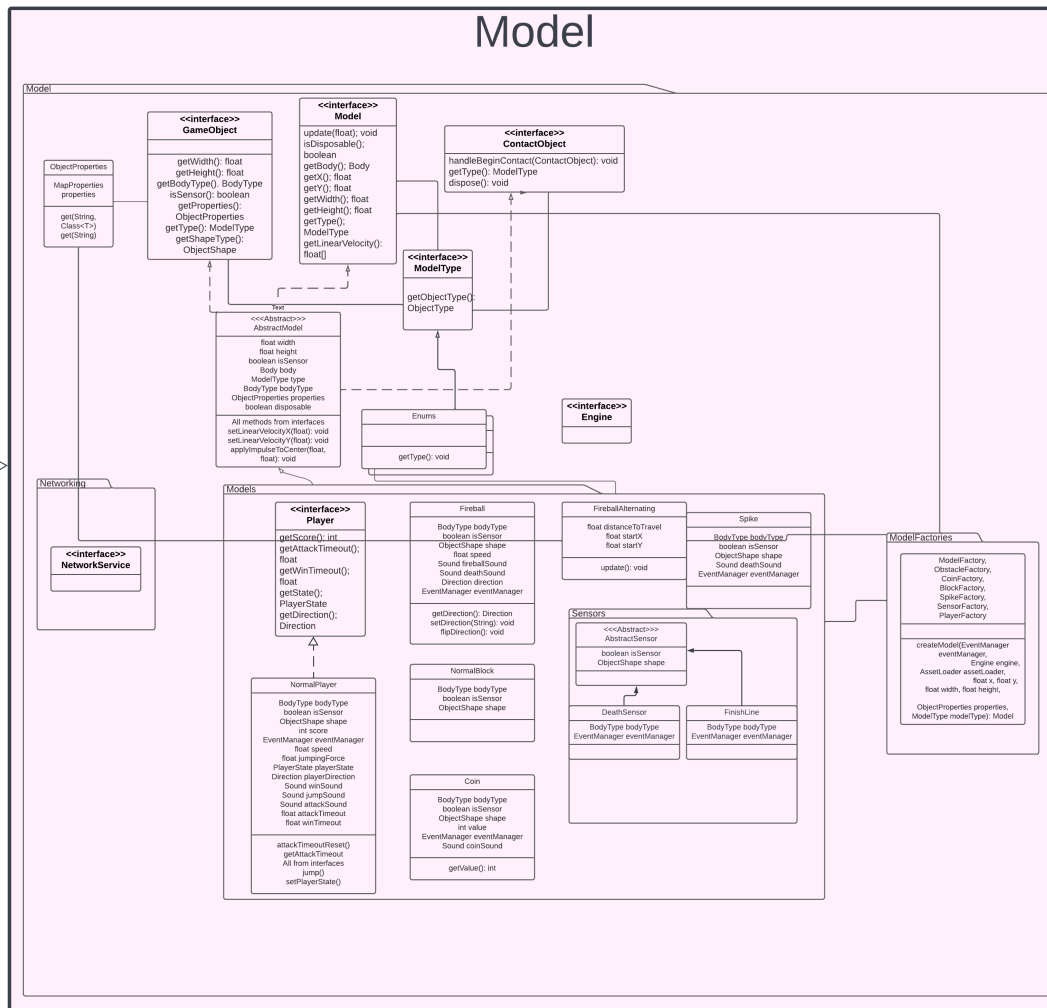 Model
Model
<<interface>>
GameObject
getWidth(): float
getHeight(): float
getBodyType(). BodyType
isSensor(): boolean
getProperties():
ObjectProperties
getType(): ModelType
getShapeType():
ObjectShape
<<interface>>
Model
update(float); void
isDisposable();
boolean
getBody(); Body
getX(); float
getY(); float
getWidth(); float
getHeight(); float
getType();
ModelType
getLinearVelocity():
float[]
<<interface>>
ContactObject
handleBeginContact(ContactObject): void
getType(): ModelType
dispose(): void
ObjectProperties
MapProperties
properties
get(String,
Class<T>)
get(String)
<<interface>>
ModelType
getObjectType():
ObjectType
Text
<<<Abstract>>>
AbstractModel
float width
float height
boolean isSensor
Body body
ModelType type
BodyType bodyType
ObjectProperties properties
boolean disposable
All methods from interfaces
setLinearVelocityX(float): void
setLinearVelocityY(float): void
applyImpulseToCenter(float,
float): void
Enums
getType(): void
<<interface>>
Engine
Networking
<<interface>>
NetworkService
Models
<<interface>>
Player
getScore(); int
getAttackTimeout();
float
getWinTimeout();
float
getState();
PlayerState
getDirection();
Direction
NormalPlayer
BodyType bodyType
boolean isSensor
ObjectShape shape
int score
EventManager eventManager
float speed
float jumpingForce
PlayerState playerState
Direction playerDirection
Sound winSound
Sound jumpSound
Sound attackSound
float attackTimeout
float winTimeout
attackTimeoutReset()
getAttackTimeout
All from interfaces
jump()
setPlayerState()
Fireball
BodyType bodyType
boolean isSensor
ObjectShape shape
float speed
Sound fireballSound
Sound deathSound
Direction direction
EventManager eventManager
getDirection(): Direction
setDirection(String): void
flipDirection(): void
NormalBlock
BodyType bodyType
boolean isSensor
ObjectShape shape
Coin
BodyType bodyType
boolean isSensor
ObjectShape shape
int value
EventManager eventManager
Sound coinSound
getValue(): int
FireballAlternating
float distanceToTravel
float startX
float startY
update(): void
Spike
BodyType bodyType
boolean isSensor
ObjectShape shape
Sound deathSound
EventManager eventManager
Sensors
<<<Abstract>>>
AbstractSensor
boolean isSensor
ObjectShape shape
DeathSensor
BodyType bodyType
EventManager eventManager
FinishLine
BodyType bodyType
EventManager eventManager
ModelFactories
ModelFactory,
ObstacleFactory,
CoinFactory,
BlockFactory,
SpikeFactory,
SensorFactory,
PlayerFactory
createModel(EventManager
eventManager,
Engine engine,
AssetLoader assetLoader,
float x, float y,
float width, float height,
ObjectProperties properties,
ModelType modelType): Model